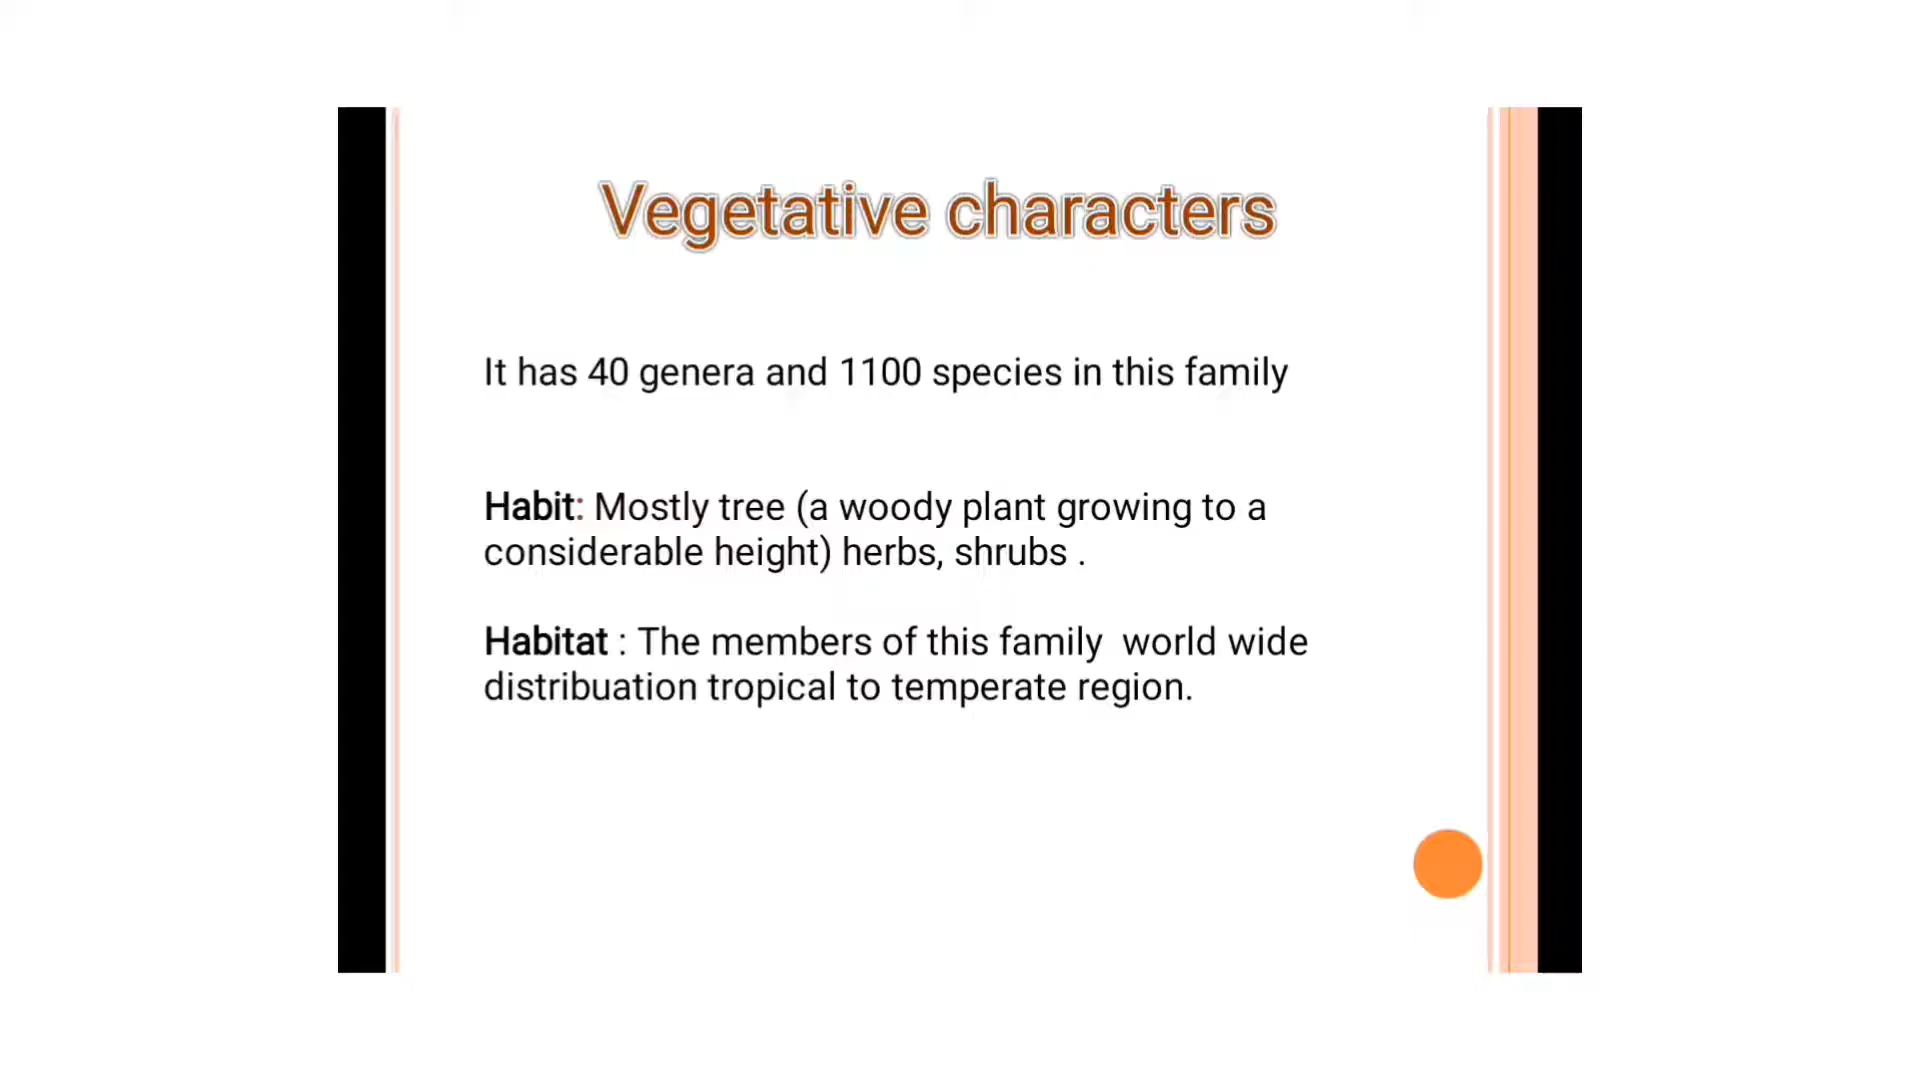 Vegetative characters
It has 40 genera and 1100 species in this family
Habit: Mostly tree (a woody plant growing to a
considerable height) herbs, shrubs .
Habitat : The members of this family  world wide
distribuation tropical to temperate region.